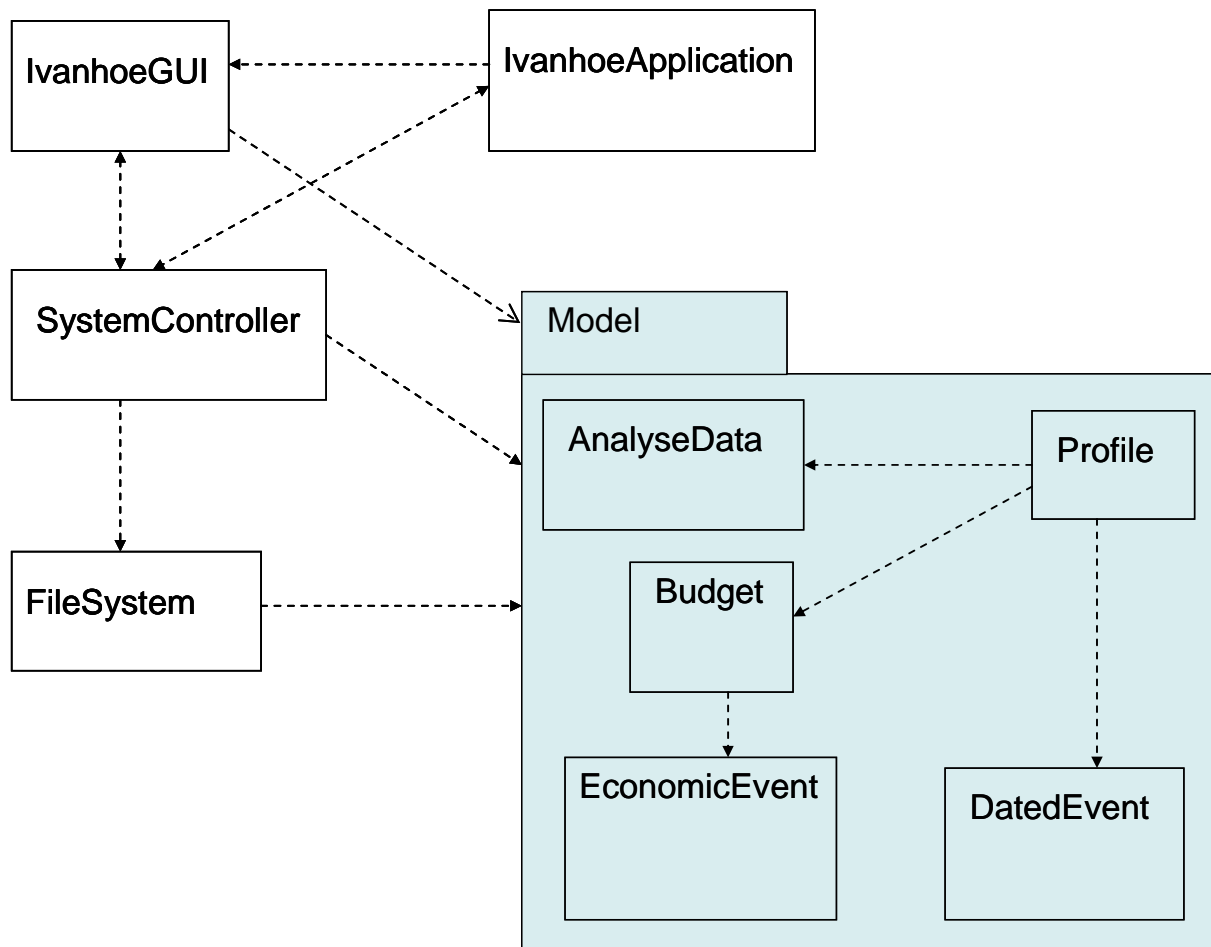 IvanhoeGUI
IvanhoeApplication
SystemController
Model
AnalyseData
Profile
Budget
FileSystem
EconomicEvent
DatedEvent